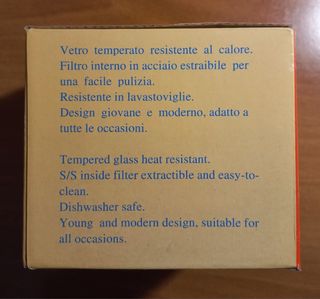 Vetro temperato resistente al calore.
Filtro interno in acciaio estraibile per
una facile pulizia.
Resistente in lavastoviglie.
Design giovane e moderno, adatto a
tutte le occasioni.
Tempered glass heat resistant.
S/S inside filter extractible and easy-to-
clean.
Dishwasher safe.
Young and modern design, suitable for
all occasions.